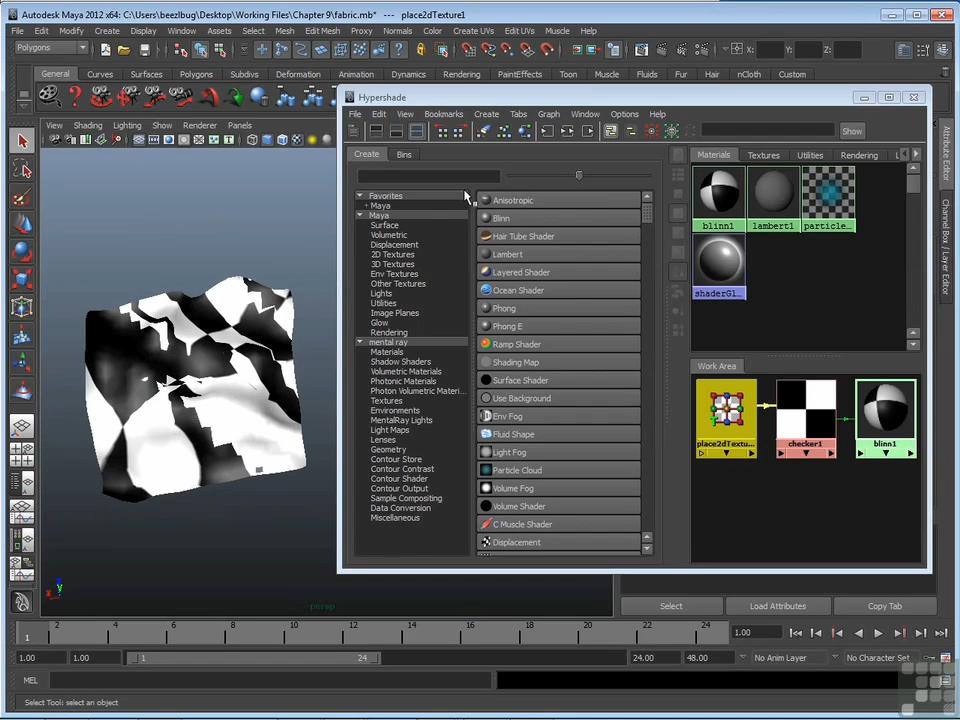 Autodesk Maya 2012 x64: C:\Users\beezlbug\Desktop\Working Files\Chapter 9\fabric.mb* --- place2dTexture1
File Edit Modify Create Display Window Assets Select Mesh Edit Mesh Proxy Normals Color Create UVs Edit UVs Muscle Help
Polygons X: Y: Z:
General Curves Surfaces Polygons Subdivs Deformation Animation Dynamics Rendering PaintEffects Toon Muscle Fluids Fur Hair nCloth Custom
Hypershade
File Edit View Bookmarks Create Tabs Graph Window Options Help
View Shading Lighting Show Renderer Panels
Show
Create Bins
Materials Textures Utilities Rendering L
Favorites
+ Maya
Maya
Surface
Volumetric
Displacement
2D Textures
3D Textures
Env Textures
Other Textures
Lights
Utilities
Image Planes
Glow
Rendering
mental ray
Materials
Shadow Shaders
Volumetric Materials
Photonic Materials
Photon Volumetric Materi...
Textures
Environments
MentalRay Lights
Light Maps
Lenses
Geometry
Contour Store
Contour Contrast
Contour Shader
Contour Output
Sample Compositing
Data Conversion
Miscellaneous
Anisotropic
Blinn
Hair Tube Shader
Lambert
Layered Shader
Ocean Shader
Phong
Phong E
Ramp Shader
Shading Map
Surface Shader
Use Background
Env Fog
Fluid Shape
Light Fog
Particle Cloud
Volume Fog
Volume Shader
C Muscle Shader
Displacement
blinn1 lambert1 particle...
shaderGl...
Work Area
place2dTextu... checker1 blinn1
Attribute Editor
Channel Box / Layer Editor
persp
Select Load Attributes Copy Tab
1 2 4 6 8 10 12 14 16 18 20 22 24 1.00
1.00 1.00 1 24 24.00 48.00 No Anim Layer No Character Set
MEL
Select Tool: select an object